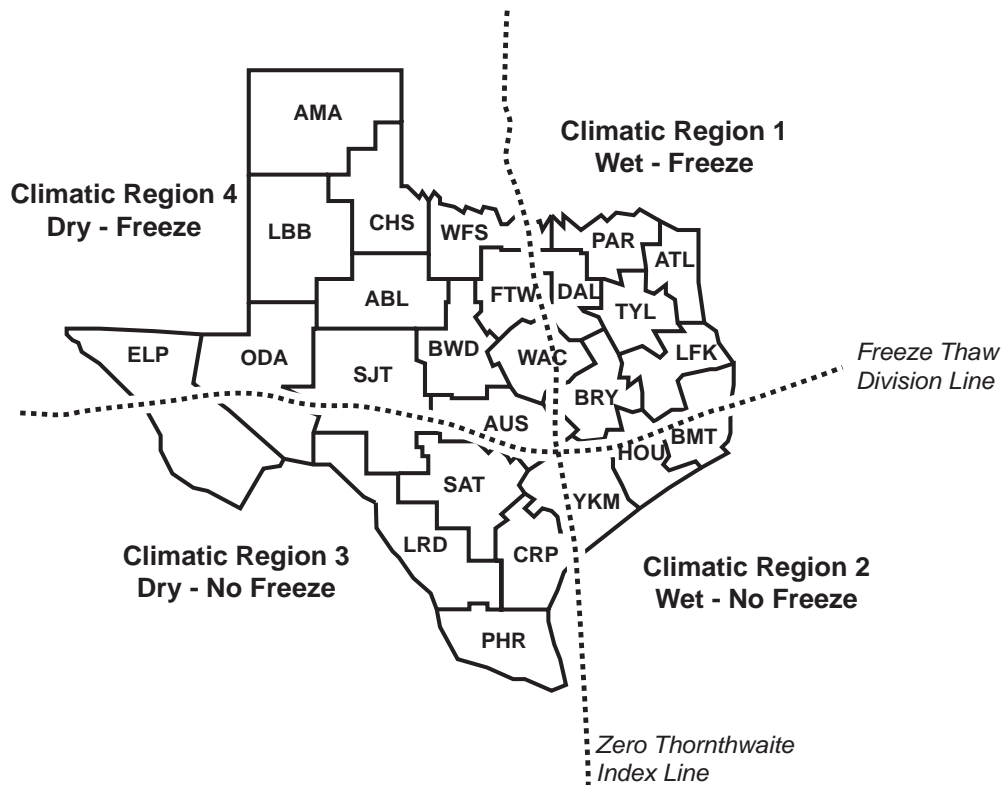 AMA
Climatic Region 1
Wet - Freeze
Climatic Region 4
Dry - Freeze
CHS
LBB
WFS
PAR
ATL
ABL
FTW
DAL
TYL
ELP
ODA
BWD
WAC
LFK
SJT
Freeze Thaw
Division Line
BRY
AUS
BMT
HOU
SAT
YKM
LRD
CRP
Climatic Region 3
Dry - No Freeze
Climatic Region 2
Wet - No Freeze
PHR
Zero Thornthwaite
Index Line